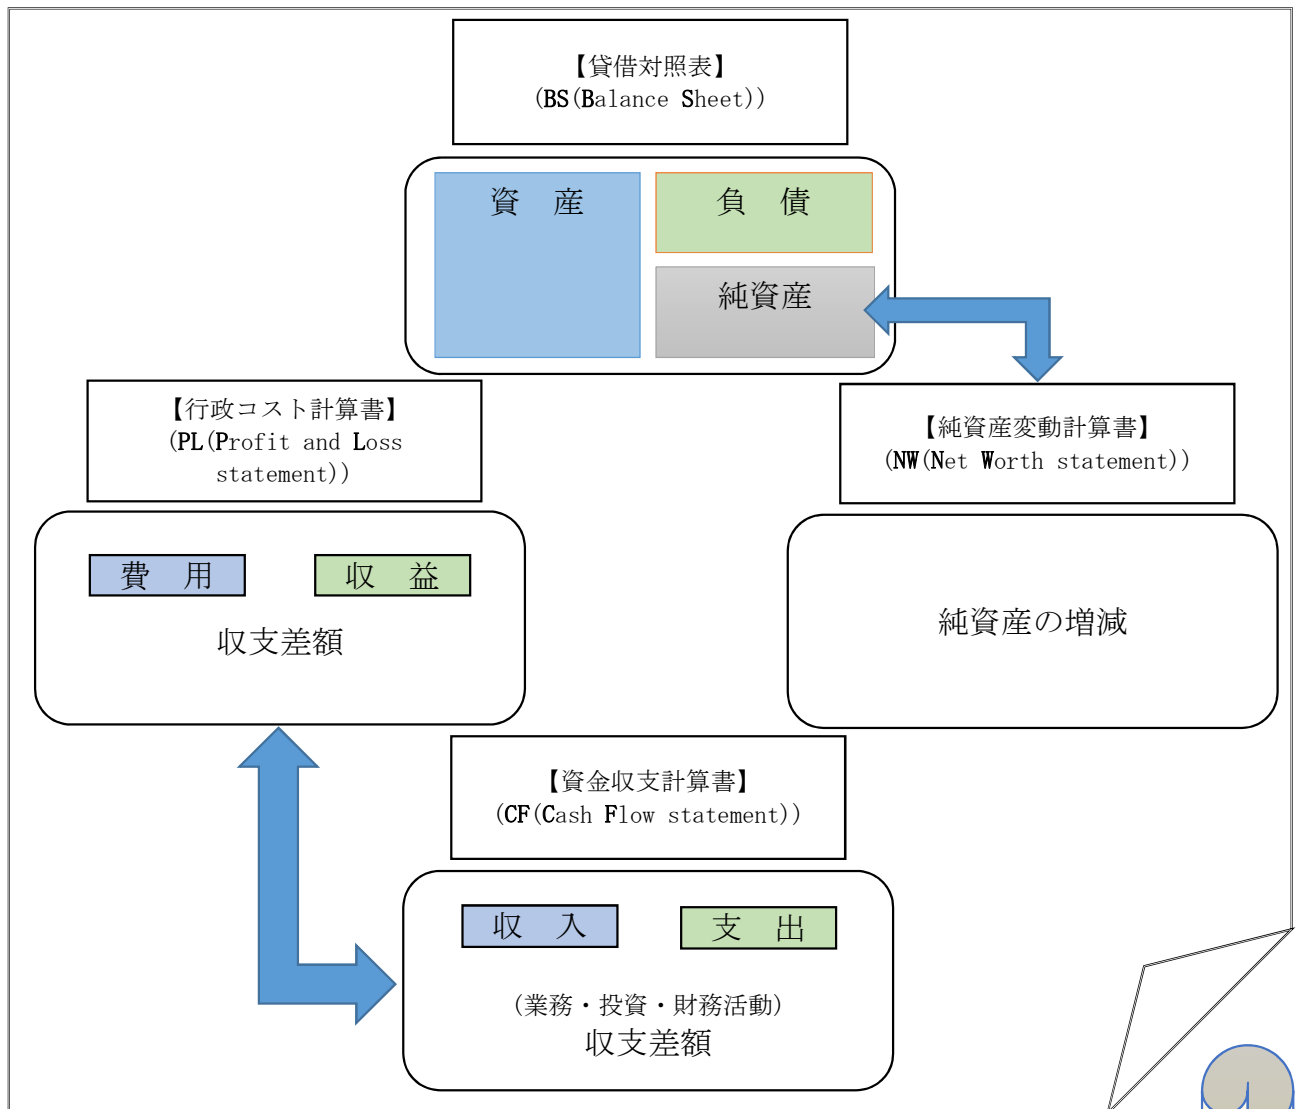 【貸借対照表】
(BS(Balance Sheet))
資　産
負　債
純資産
【行政コスト計算書】
(PL(Profit and Loss
statement))
費　用
収　益
収支差額
【純資産変動計算書】
(NW(Net Worth statement))
純資産の増減
【資金収支計算書】
(CF(Cash Flow statement))
収　入
支　出
(業務・投資・財務活動)
収支差額